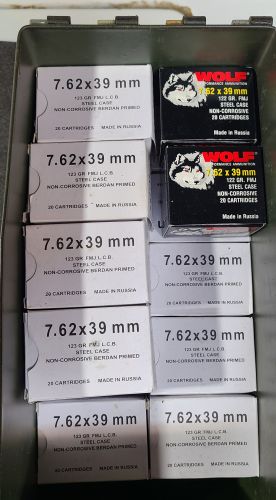 7.62x39 mm
123 GR. FMJ L.C.B.
STEEL CASE
NON-CORROSIVE BERDAN PRIMED
20 CARTRIDGES MADE IN RUSSIA
WOLF
PERFORMANCE AMMUNITION
7.62 x 39 mm
122 GR. FMJ
STEEL CASE
NON-CORROSIVE
20 CARTRIDGES
Made in Russia
7.62x39 mm
123 GR. FMJ L.C.B.
STEEL CASE
NON-CORROSIVE BERDAN PRIMED
20 CARTRIDGES MADE IN RUSSIA
WOLF
PERFORMANCE AMMUNITION
7.62 x 39 mm
122 GR. FMJ
STEEL CASE
NON-CORROSIVE
20 CARTRIDGES
Made in Russia
7.62x39 mm
123 GR. FMJ L.C.B.
STEEL CASE
NON-CORROSIVE BERDAN PRIMED
20 CARTRIDGES MADE IN RUSSIA
7.62x39 mm
123 GR. FMJ L.C.B.
STEEL CASE
NON-CORROSIVE BERDAN PRIMED
20 CARTRIDGES MADE IN RUSSIA
7.62x39 mm
123 GR. FMJ L.C.B.
STEEL CASE
NON-CORROSIVE BERDAN PRIMED
20 CARTRIDGES MADE IN RUSSIA
7.62x39 mm
123 GR. FMJ L.C.B.
STEEL CASE
NON-CORROSIVE BERDAN PRIMED
20 CARTRIDGES MADE IN RUSSIA
7.62x39 mm
123 GR. FMJ L.C.B.
STEEL CASE
NON-CORROSIVE BERDAN PRIMED
20 CARTRIDGES MADE IN RUSSIA
7.62x39 mm
123 GR. FMJ L.C.B.
STEEL CASE
NON-CORROSIVE BERDAN PRIMED
20 CARTRIDGES MADE IN RUSSIA